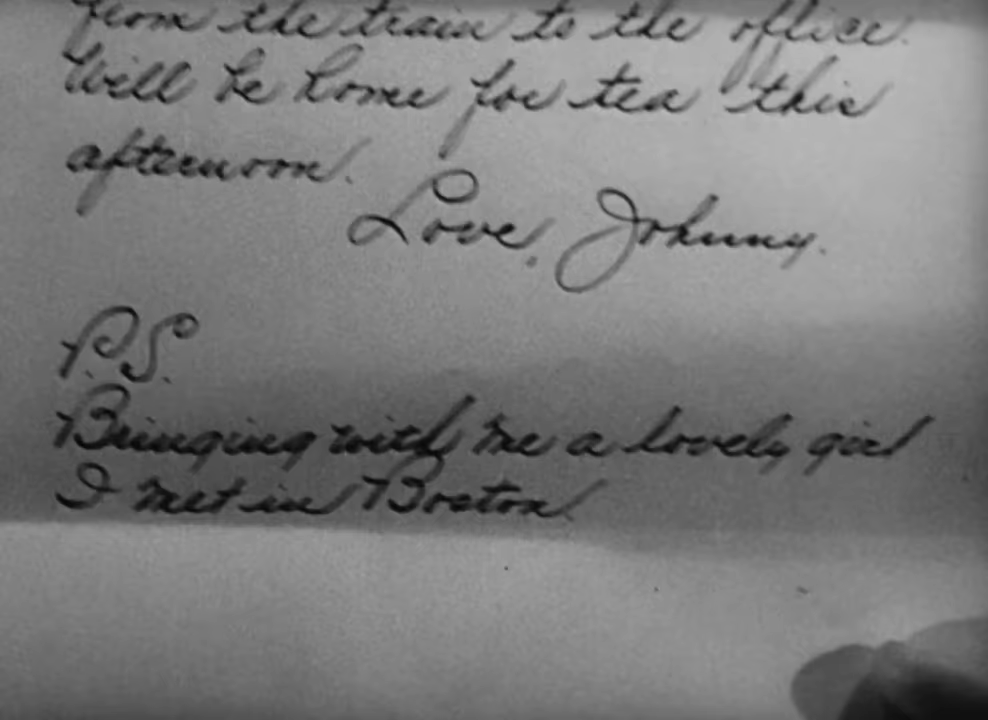 from the train to the office.
Will be home for tea this
afternoon.
Love, Johnny.
P.S.
Bringing with me a lovely girl
I met in Boston.